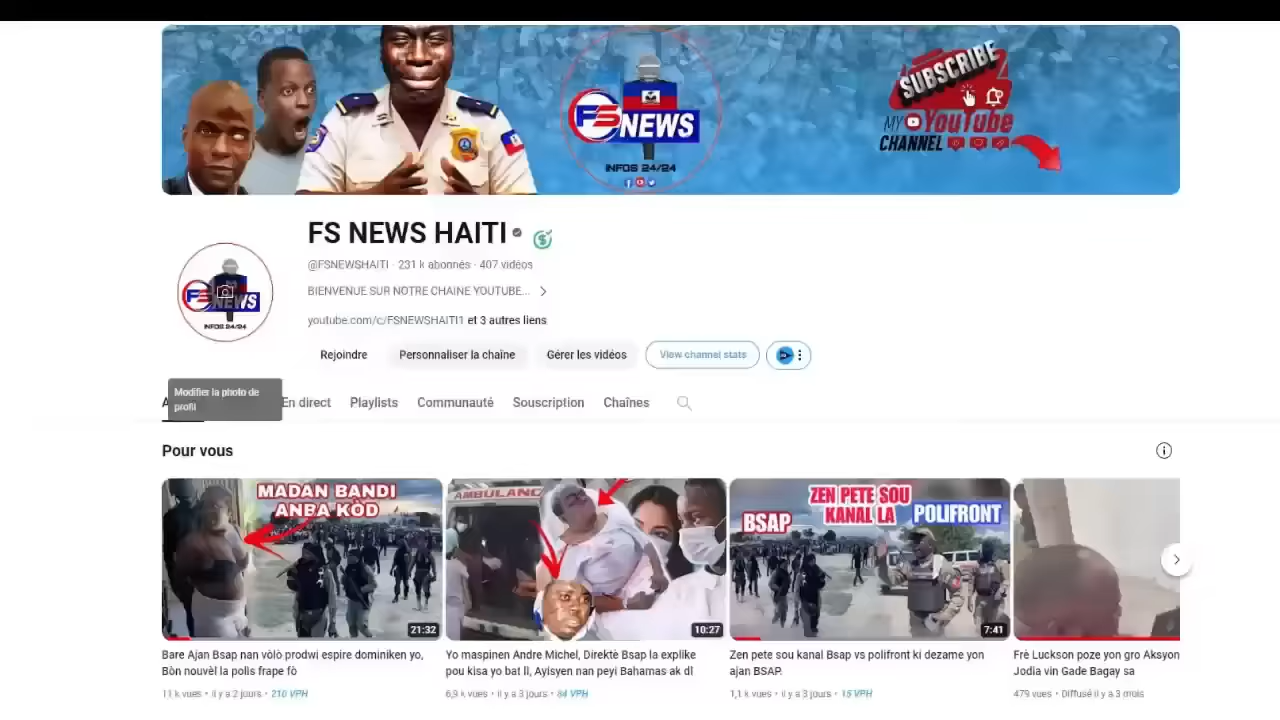 SUBSCRIBE
FS NEWS
MY YouTube
CHANNEL
INFOS 24/24
FS NEWS HAITI
@FSNEWSHAITI · 231 k abonnés · 407 vidéos
BIENVENUE SUR NOTRE CHAINE YOUTUBE...
FS NEWS
INFOS 24/24
youtube.com/c/FSNEWSHAITI1 et 3 autres liens
Rejoindre Personnaliser la chaîne Gérer les vidéos View channel stats
Modifier la photo de
profil
A En direct Playlists Communauté Souscription Chaînes
Pour vous
MADAN BANDI
ANBA KÒD
21:32
AMBULANC
10:27
ZEN PETE SOU
KANAL LA
BSAP
POLIFRONT
7:41
Bare Ajan Bsap nan vòlò prodwi espire dominiken yo,
Bòn nouvèl la polis frape fò
11 k vues • il y a 2 jours • 210 VPH
Yo maspinen Andre Michel, Direktè Bsap la explike
pou kisa yo bat li, Ayisyen nan peyi Bahamas ak dl
6,9 k vues • il y a 3 jours • 84 VPH
Zen pete sou kanal Bsap vs polifront ki dezame yon
ajan BSAP.
1,1 k vues • il y a 3 jours • 15 VPH
Frè Luckson poze yon gro Aksyon
Jodia vin Gade Bagay sa
479 vues • Diffusé il y a 3 mois